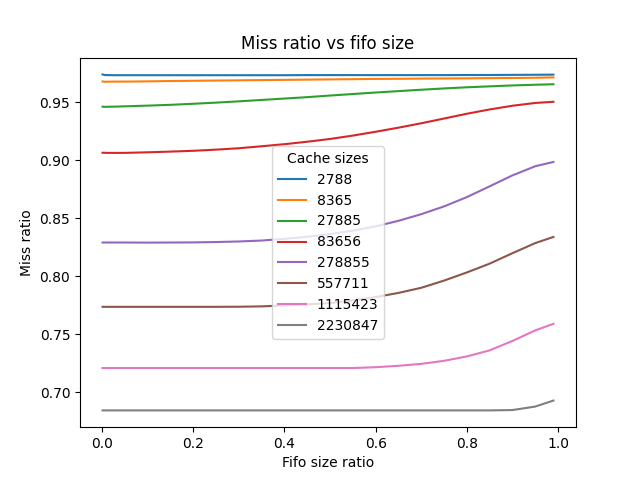 Miss ratio vs fifo size
Miss ratio
0.95
0.90
0.85
0.80
0.75
0.70
Cache sizes
2788
8365
27885
83656
278855
557711
1115423
2230847
0.0 0.2 0.4 0.6 0.8 1.0
Fifo size ratio